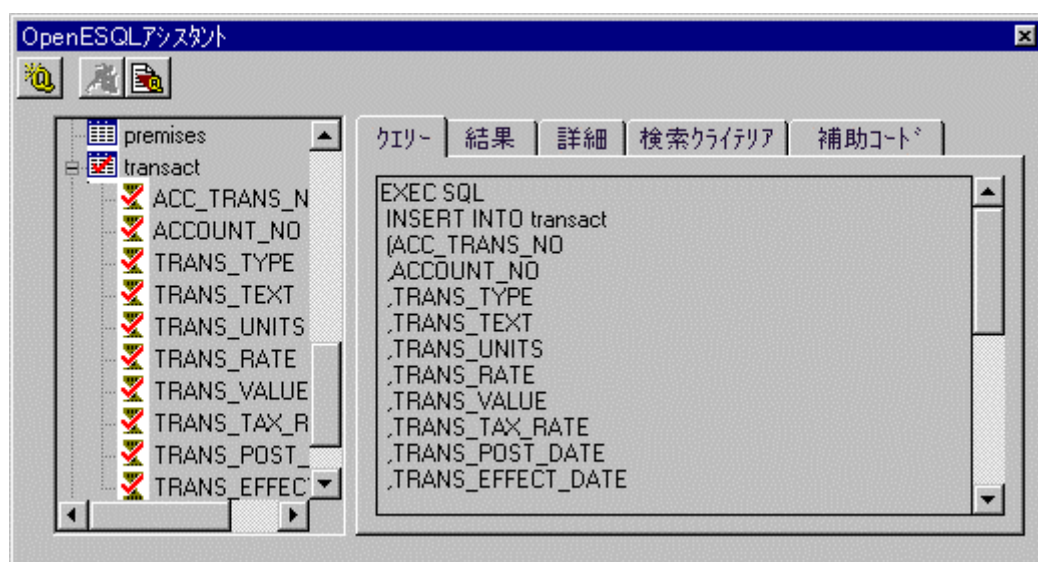 OpenESQLアシスタント
premises
transact
ACC_TRANS_N
ACCOUNT_NO
TRANS_TYPE
TRANS_TEXT
TRANS_UNITS
TRANS_RATE
TRANS_VALUE
TRANS_TAX_R
TRANS_POST_
TRANS_EFFEC
クエリー 結果 詳細 検索クライテリア 補助コード
EXEC SQL
INSERT INTO transact
(ACC_TRANS_NO
,ACCOUNT_NO
,TRANS_TYPE
,TRANS_TEXT
,TRANS_UNITS
,TRANS_RATE
,TRANS_VALUE
,TRANS_TAX_RATE
,TRANS_POST_DATE
,TRANS_EFFECT_DATE